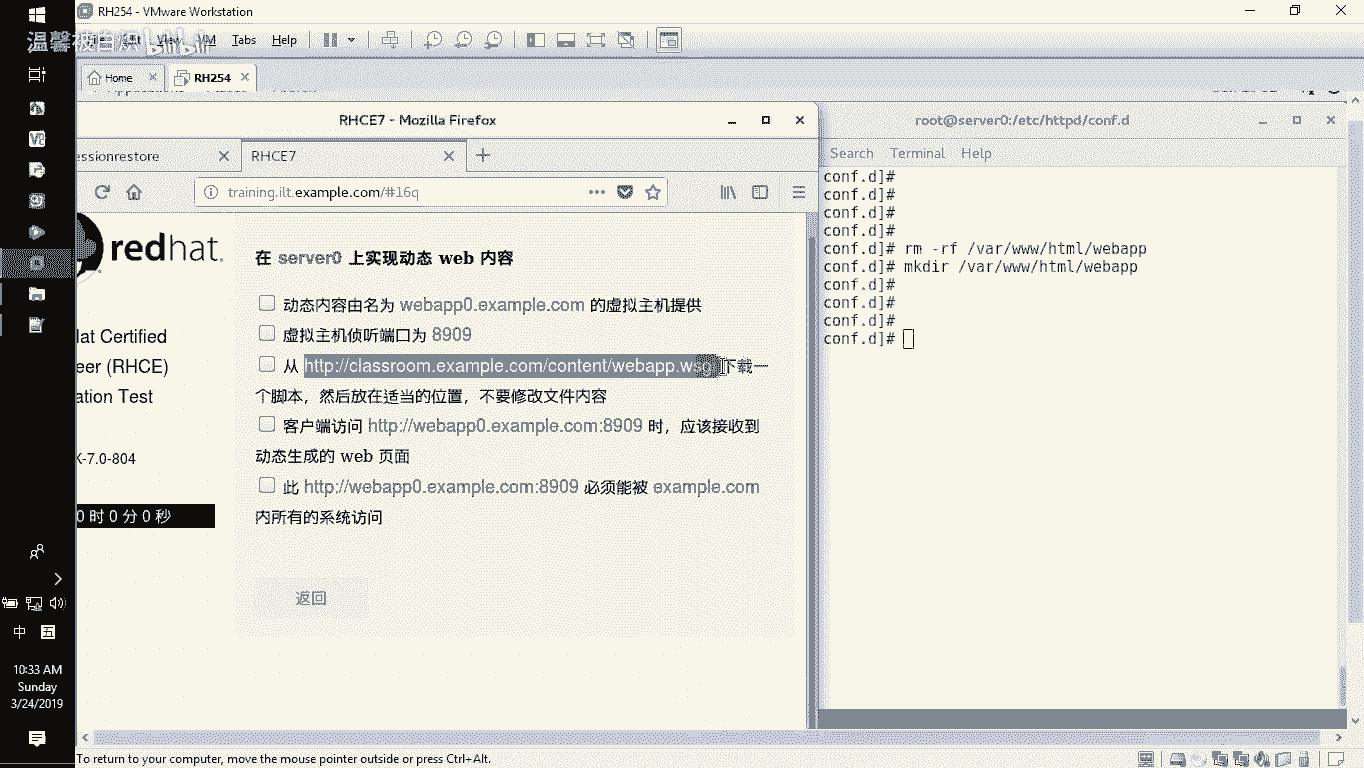 RH254 - VMware Workstation
温馨
bilibili
VM Tabs Help
Home
RH254
RHCE7 - Mozilla Firefox
root@server0:/etc/httpd/conf.d
essionrestore
RHCE7
Search Terminal Help
training.ilt.example.com/#16q
redhat.
在 server0 上实现动态 web 内容
动态内容由名为 webapp0.example.com 的虚拟主机提供
虚拟主机侦听端口为 8909
从 http://classroom.example.com/content/webapp.wsgi 下载一
个脚本，然后放在适当的位置，不要修改文件内容
客户端访问 http://webapp0.example.com:8909 时，应该接收到
动态生成的 web 页面
此 http://webapp0.example.com:8909 必须能被 example.com
内所有的系统访问
返回
Hat Certified
eer (RHCE)
ation Test
K-7.0-804
0 时 0 分 0 秒
conf.d]#
conf.d]#
conf.d]#
conf.d]#
conf.d]# rm -rf /var/www/html/webapp
conf.d]# mkdir /var/www/html/webapp
conf.d]#
conf.d]#
conf.d]#
conf.d]#
中
五
10:33 AM
Sunday
3/24/2019
To return to your computer, move the mouse pointer outside or press Ctrl+Alt.